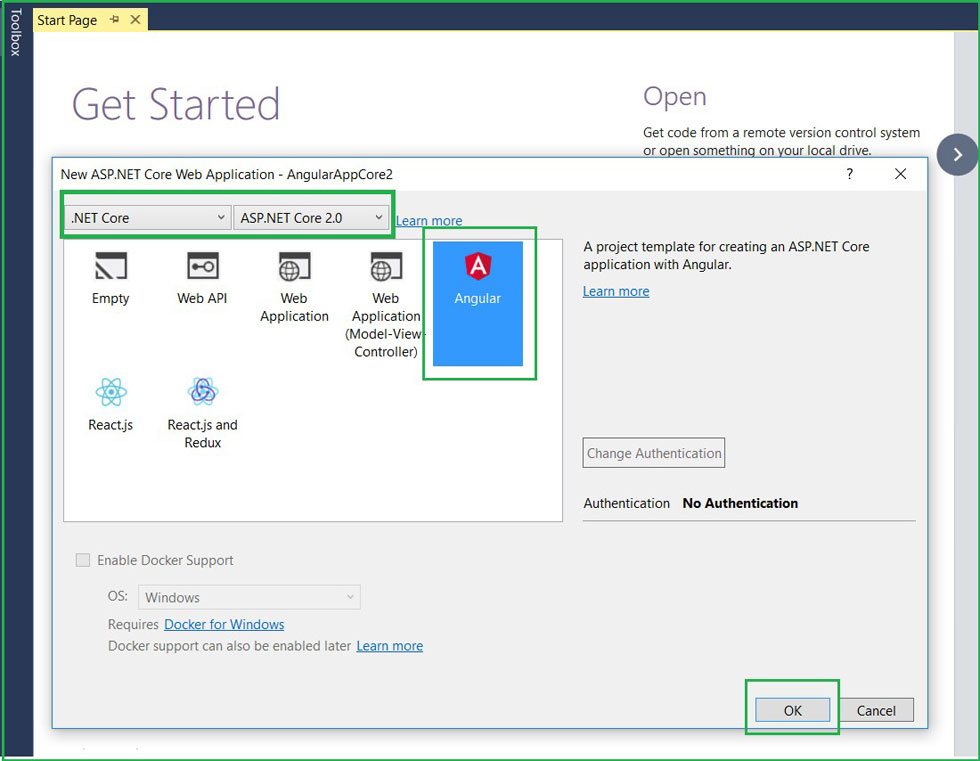 Toolbox
Start Page
Get Started
Open
Get code from a remote version control system
or open something on your local drive.
New ASP.NET Core Web Application - AngularAppCore2
?
.NET Core
ASP.NET Core 2.0
Learn more
Empty
Web API
Web
Application
Web
Application
(Model-View-
Controller)
Angular
React.js
React.js and
Redux
A project template for creating an ASP.NET Core
application with Angular.
Learn more
Change Authentication
Authentication No Authentication
Enable Docker Support
OS: Windows
Requires Docker for Windows
Docker support can also be enabled later Learn more
OK
Cancel